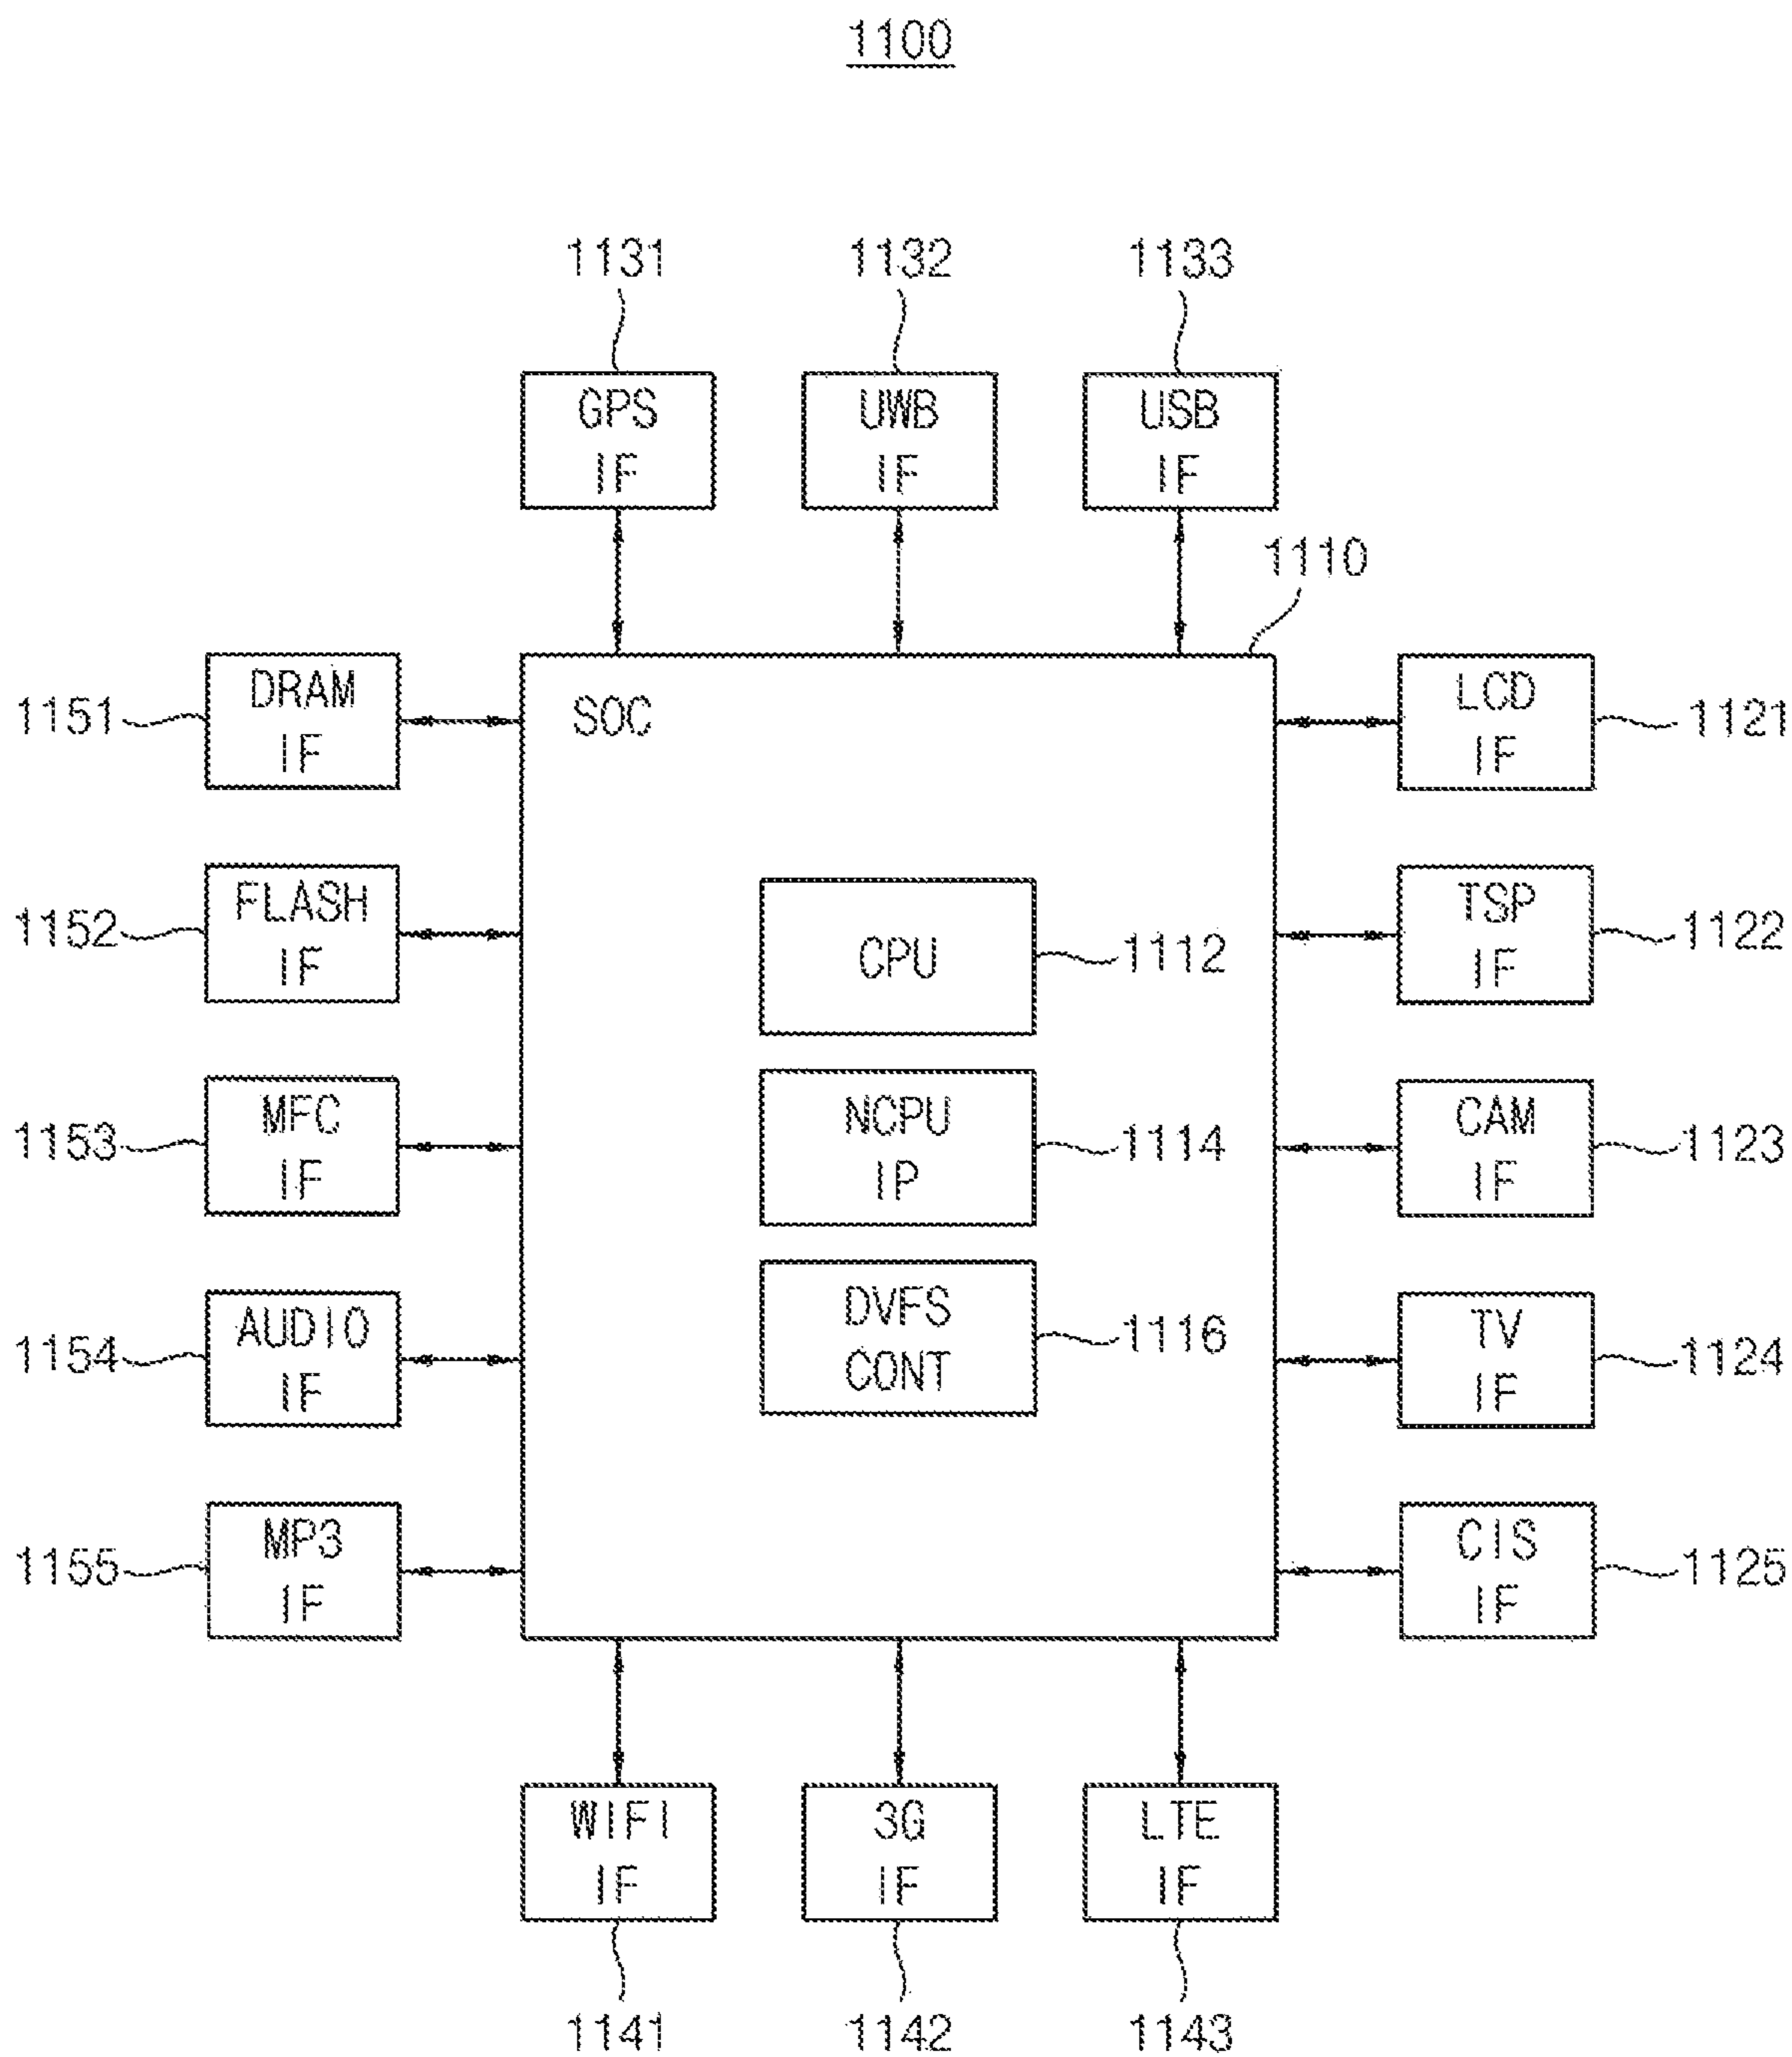 1100
1131
1132
1133
GPS
IF
UWB
IF
USB
IF
1110
1151
DRAM
IF
SOC
LCD
IF
1121
1152
FLASH
IF
CPU
1112
TSP
IF
1122
1153
MFC
IF
NCPU
IP
1114
CAM
IF
1123
1154
AUDIO
IF
DVFS
CONT
1116
TV
IF
1124
1155
MP3
IF
CIS
IF
1125
WIFI
IF
3G
IF
LTE
IF
1141
1142
1143